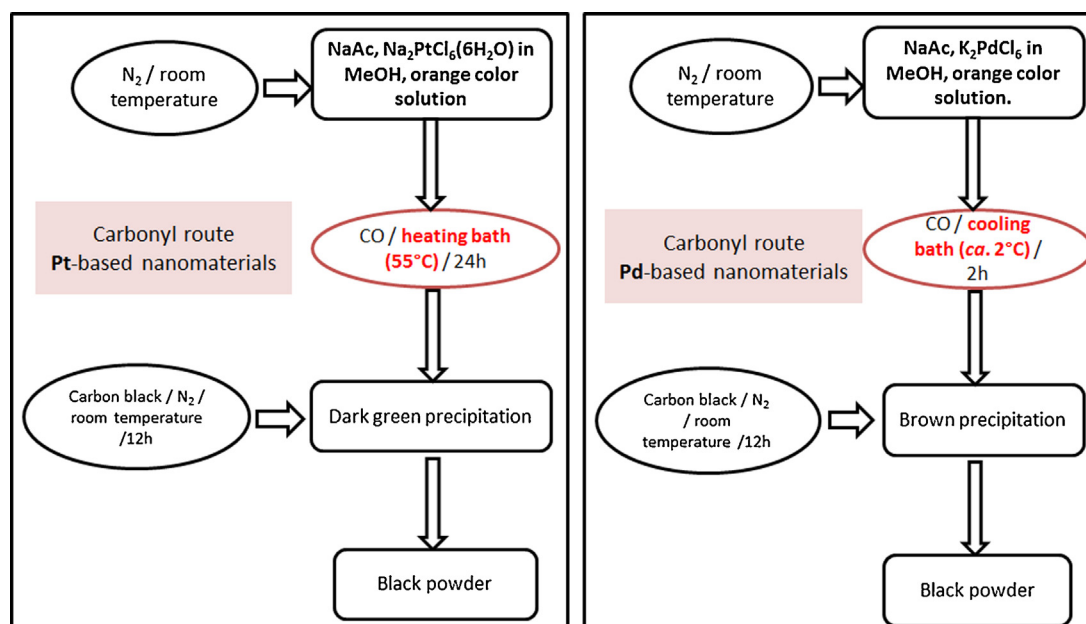 N₂ / room
temperature
NaAc, Na₂PtCl₆(6H₂O) in
MeOH, orange color
solution
Carbonyl route
Pt-based nanomaterials
CO / heating bath
(55°C) / 24h
Carbon black / N₂ /
room temperature
/12h
Dark green precipitation
Black powder
N₂ / room
temperature
NaAc, K₂PdCl₆ in
MeOH, orange color
solution.
Carbonyl route
Pd-based nanomaterials
CO / cooling
bath (ca. 2°C) /
2h
Carbon black / N₂
/ room
temperature /12h
Brown precipitation
Black powder